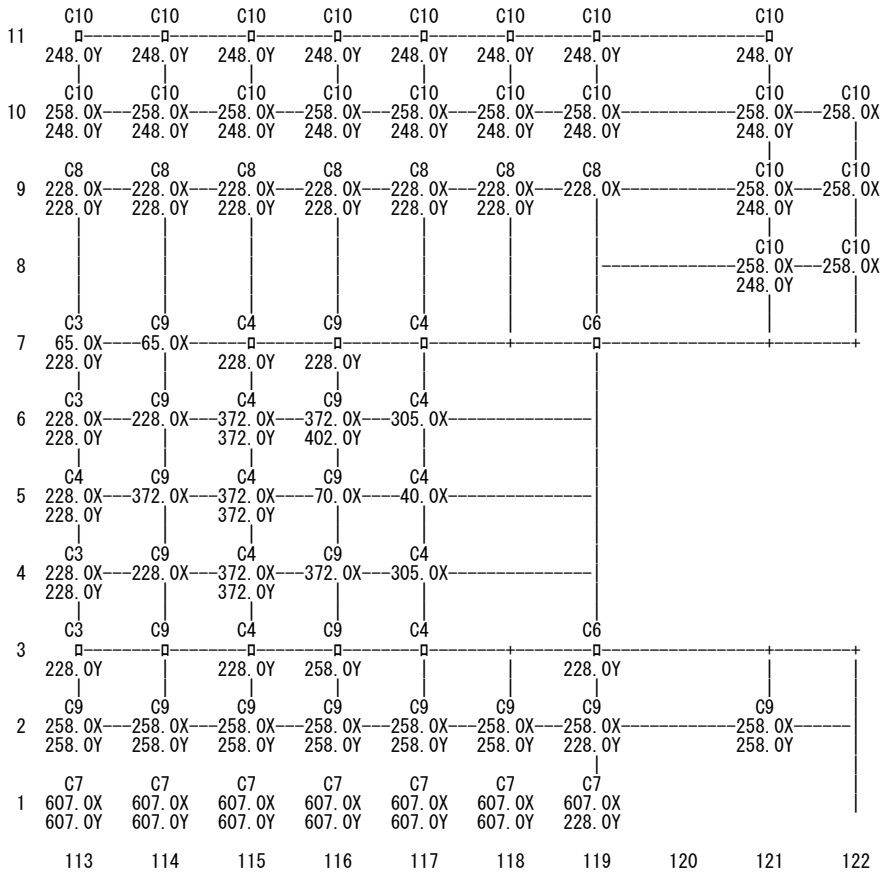 C10 C10 C10 C10 C10 C10 C10 C10
11
248.0Y 248.0Y 248.0Y 248.0Y 248.0Y 248.0Y 248.0Y 248.0Y
C10 C10 C10 C10 C10 C10 C10 C10 C10
10 258.0X---258.0X---258.0X---258.0X---258.0X---258.0X---258.0X------------258.0X---258.0X
248.0Y 248.0Y 248.0Y 248.0Y 248.0Y 248.0Y 248.0Y 248.0Y
C8 C8 C8 C8 C8 C8 C8 C10 C10
9 228.0X---228.0X---228.0X---228.0X---228.0X---228.0X---228.0X------------258.0X---258.0X
228.0Y 228.0Y 228.0Y 228.0Y 228.0Y 228.0Y 248.0Y
C10 C10
8 --------------258.0X---258.0X
248.0Y
C3 C9 C4 C9 C4 C6
7 65.0X----65.0X---
228.0Y 228.0Y 228.0Y
C3 C9 C4 C9 C4
6 228.0X---228.0X---372.0X---372.0X---305.0X---------------
228.0Y 372.0Y 402.0Y
C4 C9 C4 C9 C4
5 228.0X---372.0X---372.0X----70.0X----40.0X---------------
228.0Y 372.0Y
C3 C9 C4 C9 C4
4 228.0X---228.0X---372.0X---372.0X---305.0X---------------
228.0Y 372.0Y
C3 C9 C4 C9 C4 C6
3
228.0Y 228.0Y 258.0Y 228.0Y
C9 C9 C9 C9 C9 C9 C9 C9
2 258.0X---258.0X---258.0X---258.0X---258.0X---258.0X---258.0X------------258.0X------
258.0Y 258.0Y 258.0Y 258.0Y 258.0Y 258.0Y 228.0Y 258.0Y
C7 C7 C7 C7 C7 C7 C7
1 607.0X 607.0X 607.0X 607.0X 607.0X 607.0X 607.0X
607.0Y 607.0Y 607.0Y 607.0Y 607.0Y 607.0Y 228.0Y
113 114 115 116 117 118 119 120 121 122